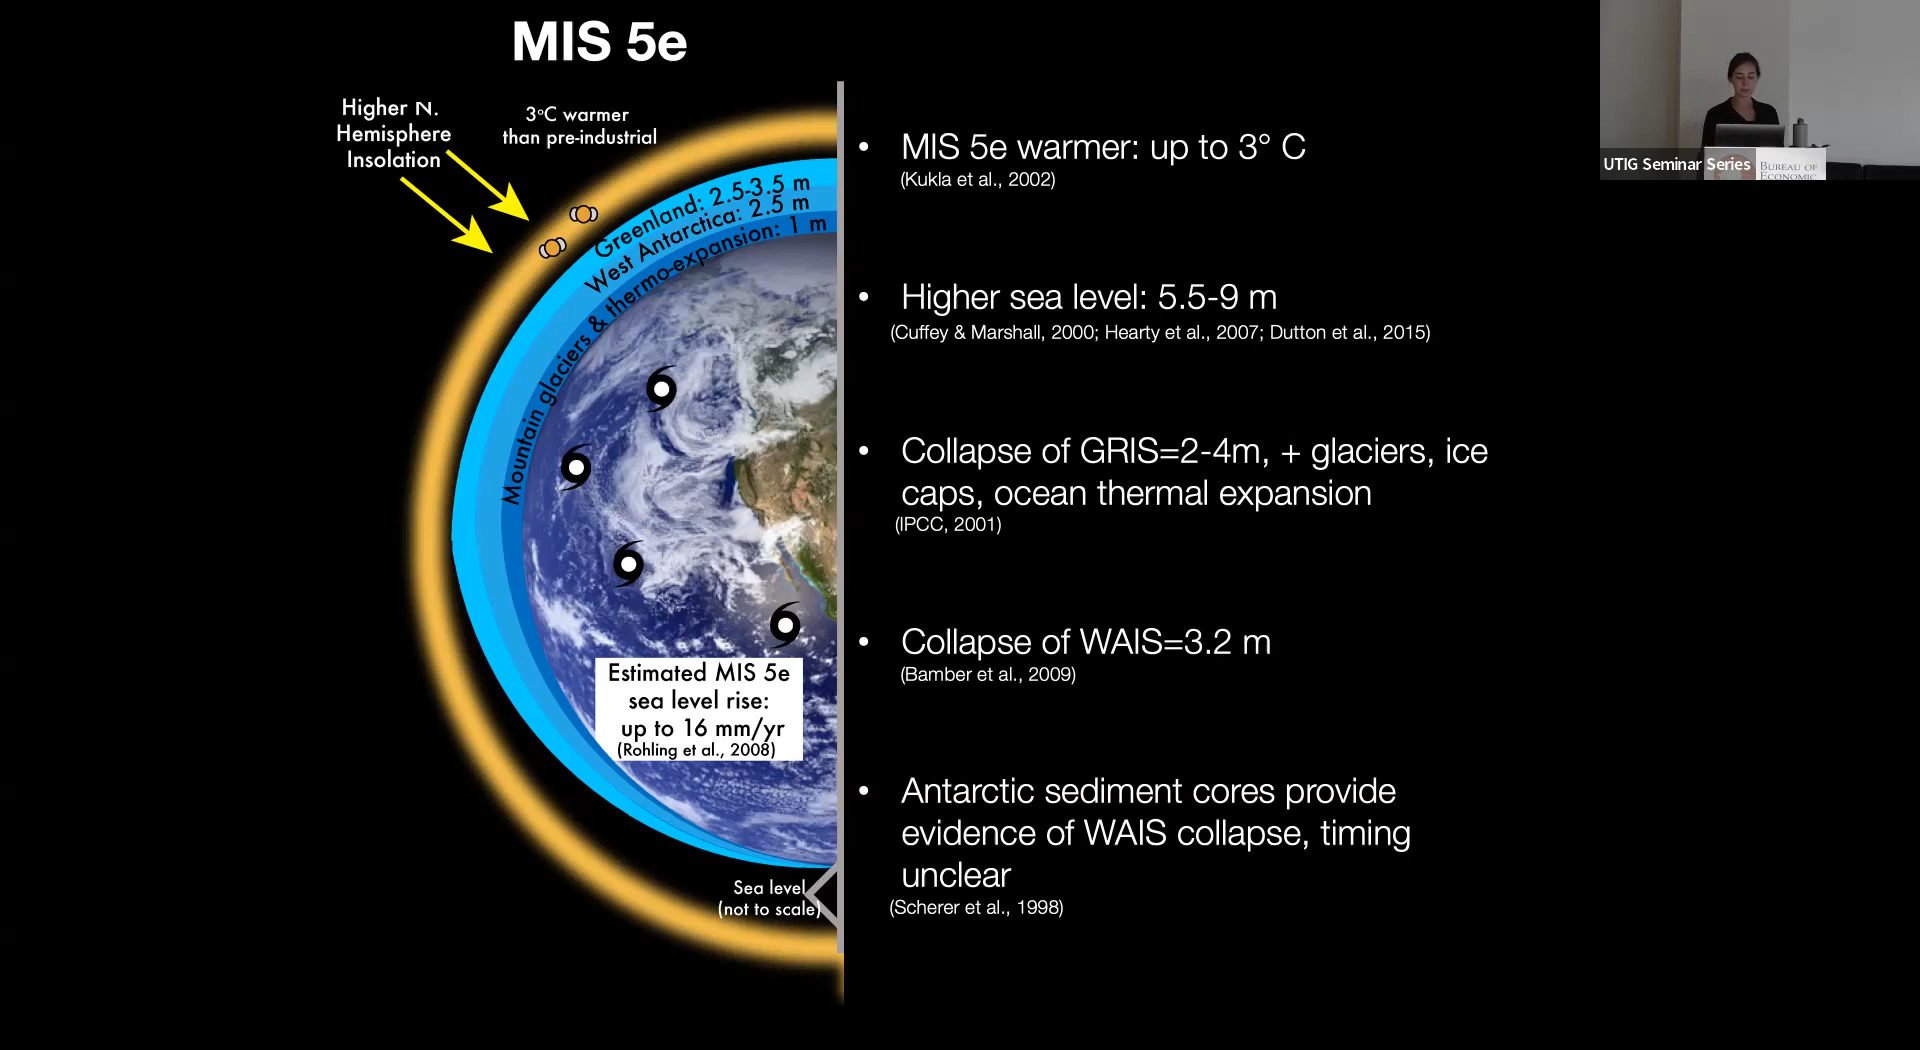 MIS 5e
Higher N.
Hemisphere
Insolation
3°C warmer
than pre-industrial
Greenland: 2.5-3.5 m
West Antarctica: 2.5 m
Mountain glaciers & thermo-expansion: 1 m
Estimated MIS 5e
sea level rise:
up to 16 mm/yr
(Rohling et al., 2008)
Sea level
(not to scale)
• MIS 5e warmer: up to 3° C
(Kukla et al., 2002)
• Higher sea level: 5.5-9 m
(Cuffey & Marshall, 2000; Hearty et al., 2007; Dutton et al., 2015)
• Collapse of GRIS=2-4m, + glaciers, ice
caps, ocean thermal expansion
(IPCC, 2001)
• Collapse of WAIS=3.2 m
(Bamber et al., 2009)
• Antarctic sediment cores provide
evidence of WAIS collapse, timing
unclear
(Scherer et al., 1998)
UTIG Seminar Series
BUREAU OF
ECONOMIC